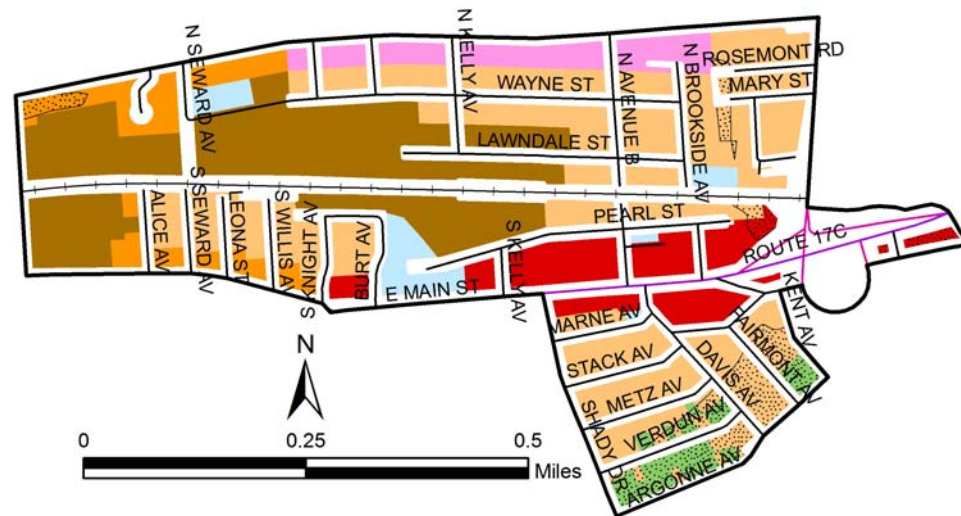 N SEWARD AV
N KELLY AV
N AVENUE B
N BROOKSIDE AV
ROSEMONT RD
WAYNE ST
MARY ST
LAWNDALE ST
ALICE AV
S SEWARD AV
LEONA ST
S WILLIS AV
S KNIGHT AV
BURT AV
PEARL ST
S KELLY AV
ROUTE 17C
E MAIN ST
KENT AV
MARNE AV
FAIRMONT AV
STACK AV
DAVIS AV
METZ AV
SHADY DR
VERDUN AV
ARGONNE AV
N
0
0.25
0.5
Miles